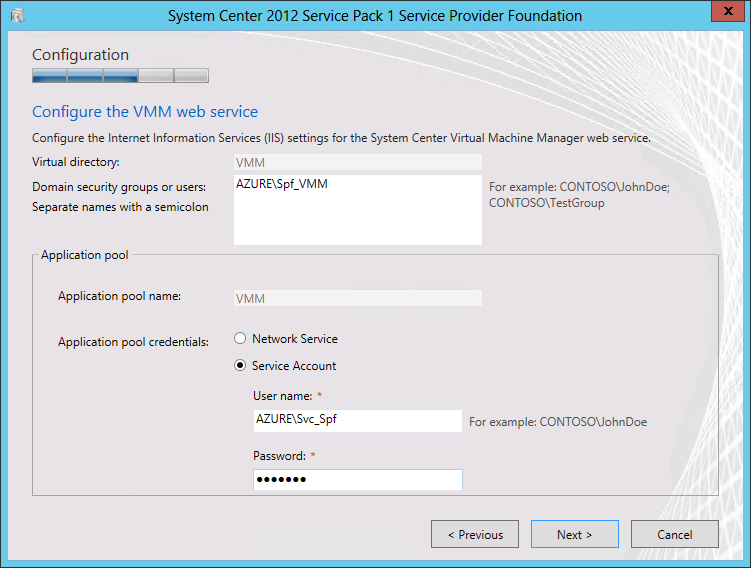 System Center 2012 Service Pack 1 Service Provider Foundation
x
Configuration
Configure the VMM web service
Configure the Internet Information Services (IIS) settings for the System Center Virtual Machine Manager web service.
Virtual directory: VMM
Domain security groups or users: AZURE\Spf_VMM For example: CONTOSO\JohnDoe;
Separate names with a semicolon CONTOSO\TestGroup
Application pool
Application pool name: VMM
Application pool credentials: Network Service
Service Account
User name: *
AZURE\Svc_Spf For example: CONTOSO\JohnDoe
Password: *
●●●●●●●
< Previous Next > Cancel